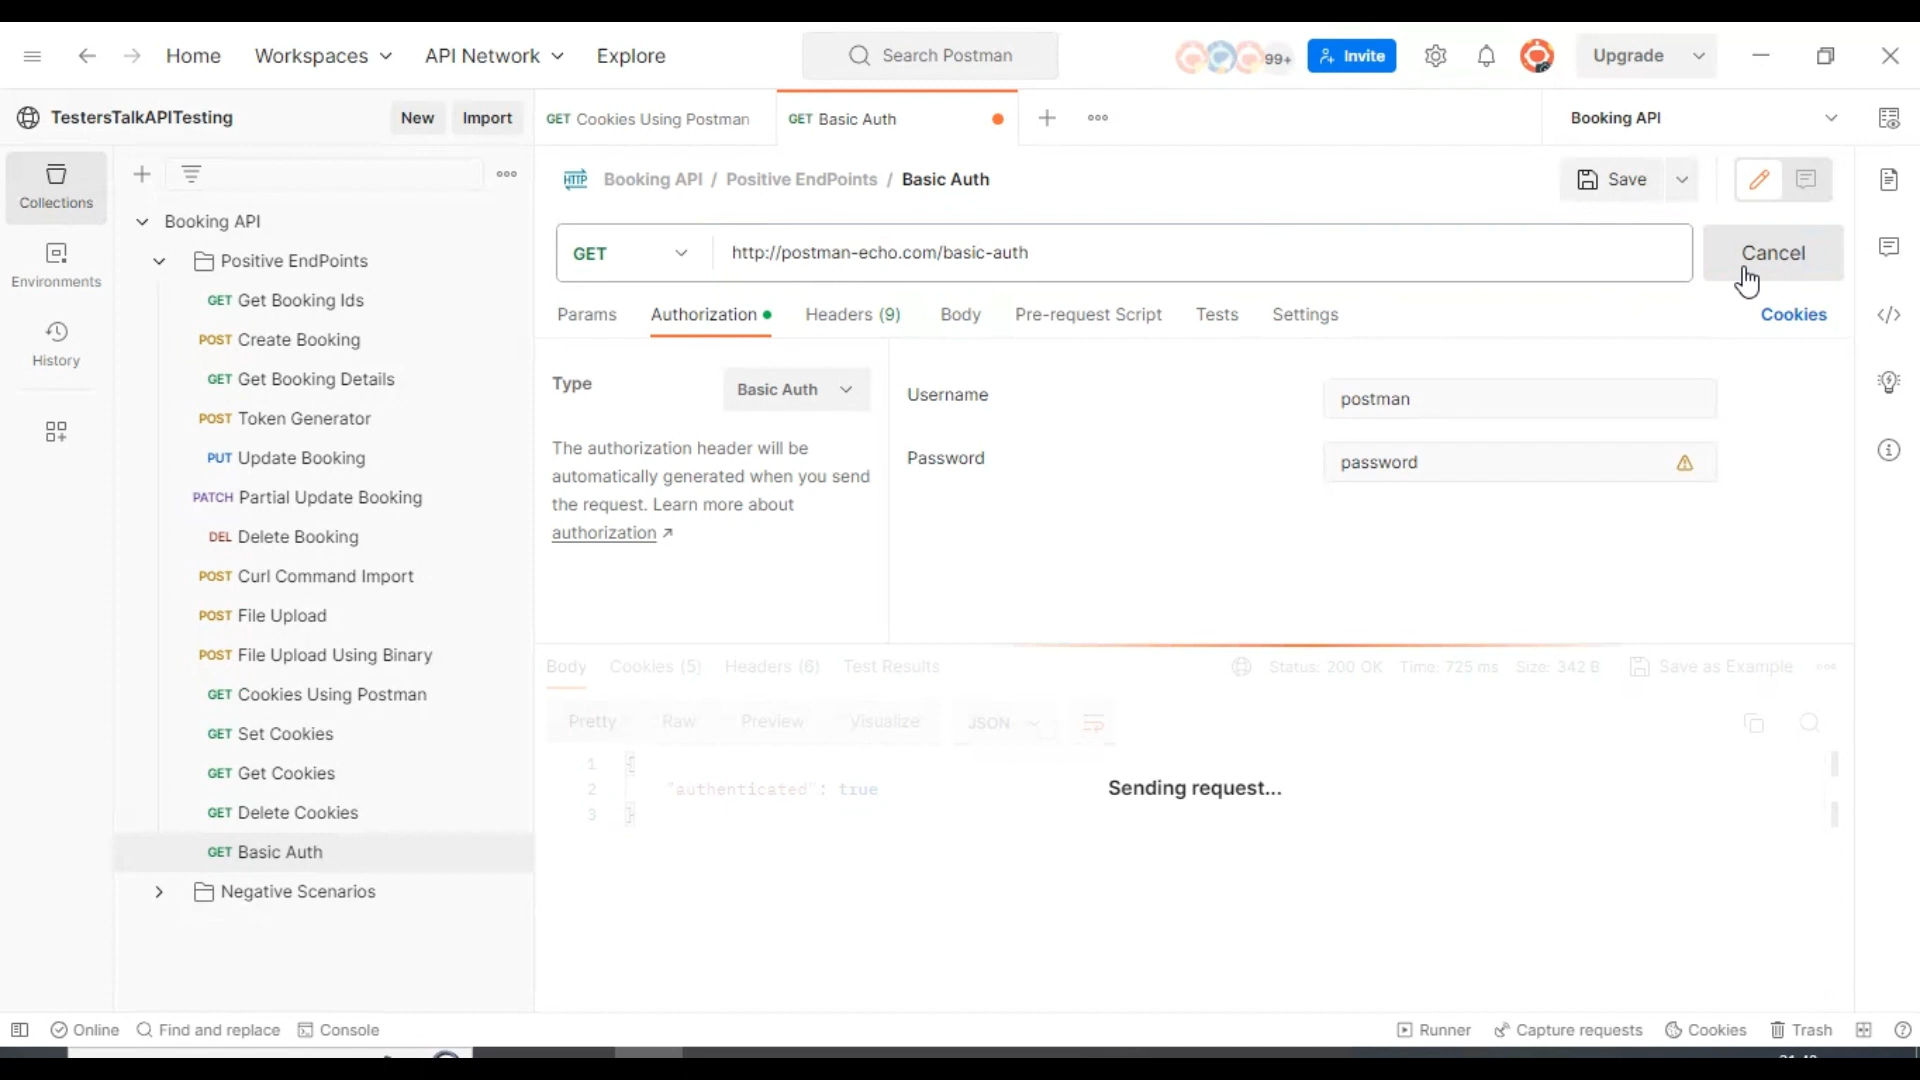 Home
Workspaces
API Network
Explore
Search Postman
99+
Invite
Upgrade
TestersTalkAPITesting
New
Import
GET Cookies Using Postman
GET Basic Auth
Booking API
Collections
Environments
History
Booking API
Positive EndPoints
GET Get Booking Ids
POST Create Booking
GET Get Booking Details
POST Token Generator
PUT Update Booking
PATCH Partial Update Booking
DEL Delete Booking
POST Curl Command Import
POST File Upload
POST File Upload Using Binary
GET Cookies Using Postman
GET Set Cookies
GET Get Cookies
GET Delete Cookies
GET Basic Auth
Negative Scenarios
HTTP Booking API / Positive EndPoints / Basic Auth
Save
GET
http://postman-echo.com/basic-auth
Cancel
Params
Authorization
Headers (9)
Body
Pre-request Script
Tests
Settings
Cookies
Type
Basic Auth
The authorization header will be
automatically generated when you send
the request. Learn more about
authorization ↗
Username
postman
Password
password
Body
Cookies (5)
Headers (6)
Test Results
Status: 200 OK
Time: 725 ms
Size: 342 B
Save as Example
Pretty
Raw
Preview
Visualize
JSON
1 {
2 "authenticated": true
3 }
Sending request...
Online
Find and replace
Console
Runner
Capture requests
Cookies
Trash